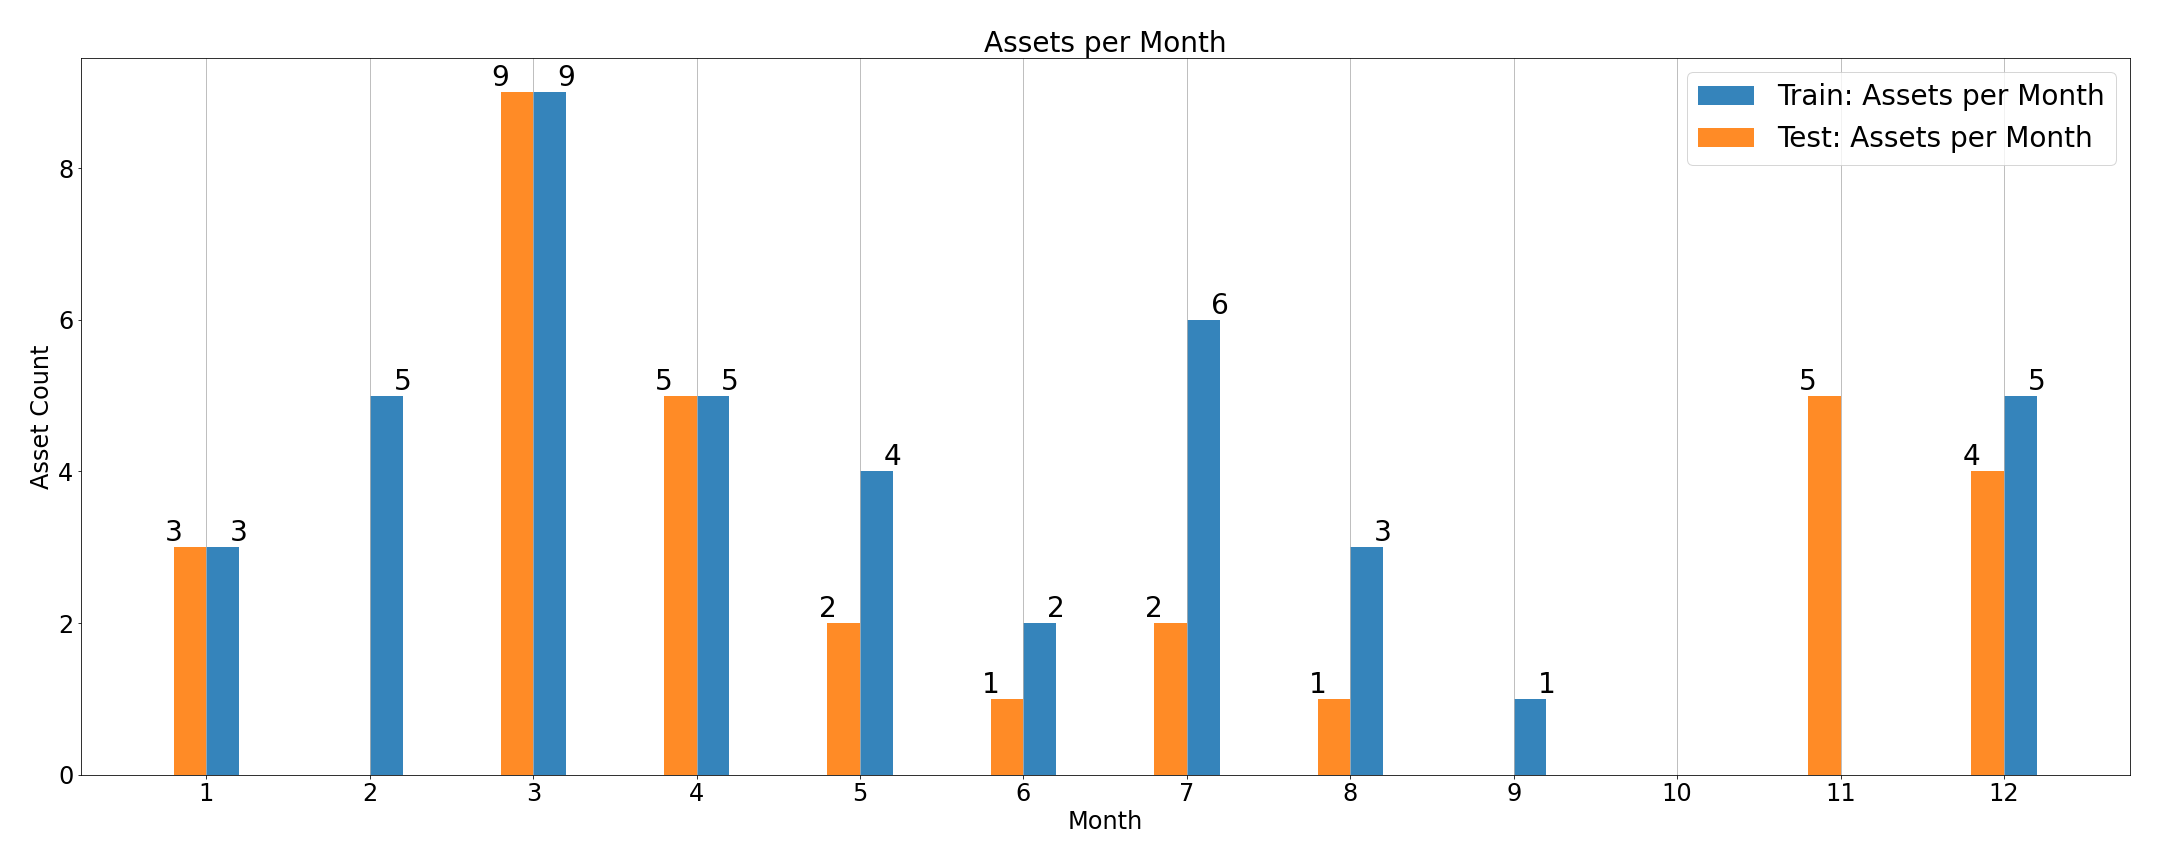 Assets per Month
Train: Assets per Month
Test: Assets per Month
9 9
8
6
6
5 5 5 5 5
Asset Count
4 4
4
3 3 3
2 2 2
2
1 1 1
0
1 2 3 4 5 6 7 8 9 10 11 12
Month